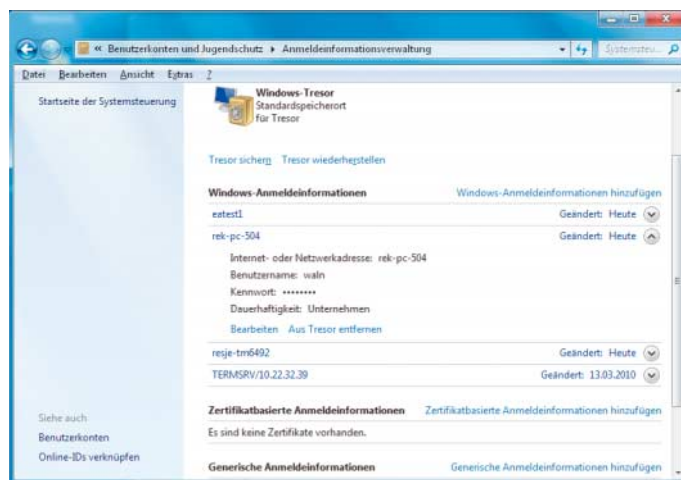 « Benutzerkonten und Jugendschutz ▸ Anmeldeinformationsverwaltung
Datei Bearbeiten Ansicht Extras ?
Startseite der Systemsteuerung
Windows-Tresor
Standardspeicherort
für Tresor
Tresor sichern Tresor wiederherstellen
Windows-Anmeldeinformationen Windows-Anmeldeinformationen hinzufügen
eatest1 Geändert: Heute
rek-pc-504 Geändert: Heute
Internet- oder Netzwerkadresse: rek-pc-504
Benutzername: waln
Kennwort: ••••••••
Dauerhaftigkeit: Unternehmen
Bearbeiten Aus Tresor entfernen
resje-tm6492 Geändert: Heute
TERMSRV/10.22.32.39 Geändert: 13.03.2010
Zertifikatbasierte Anmeldeinformationen Zertifikatbasierte Anmeldeinformationen hinzufügen
Es sind keine Zertifikate vorhanden.
Generische Anmeldeinformationen Generische Anmeldeinformationen hinzufügen
Siehe auch
Benutzerkonten
Online-IDs verknüpfen